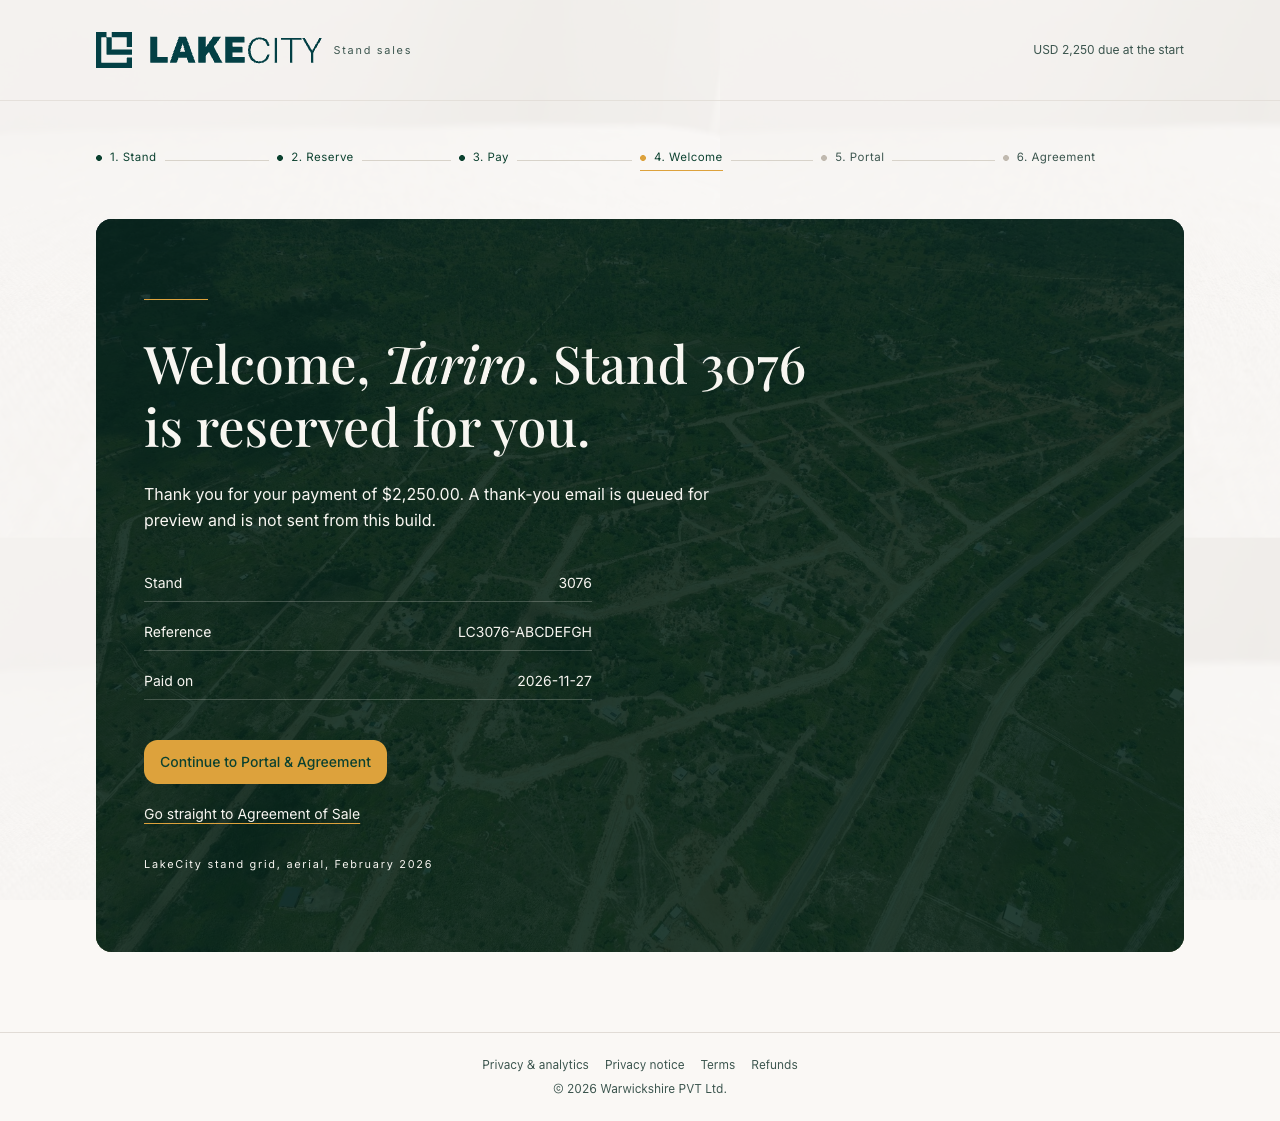 LAKECITY Stand sales
USD 2,250 due at the start
1. Stand
2. Reserve
3. Pay
4. Welcome
5. Portal
6. Agreement
Welcome, Tariro. Stand 3076
is reserved for you.
Thank you for your payment of $2,250.00. A thank-you email is queued for
preview and is not sent from this build.
Stand 3076
Reference LC3076-ABCDEFGH
Paid on 2026-11-27
Continue to Portal & Agreement
Go straight to Agreement of Sale
LakeCity stand grid, aerial, February 2026
Privacy & analytics Privacy notice Terms Refunds
© 2026 Warwickshire PVT Ltd.